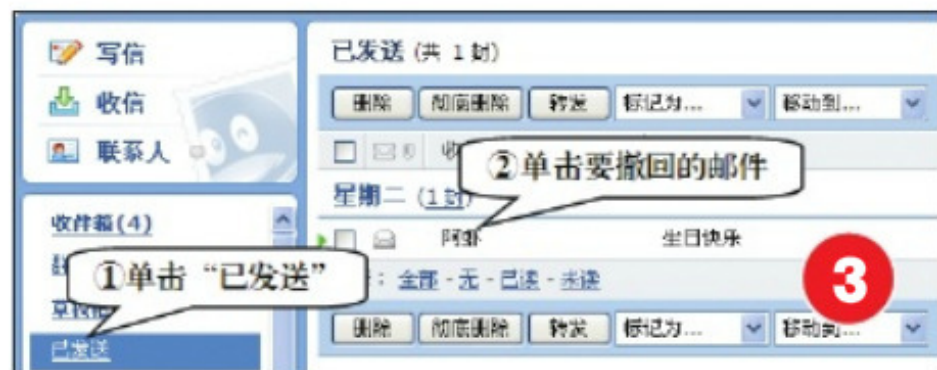 写信
收信
联系人
收件箱(4)
①单击“已发送”
已发送
已发送 (共 1 封)
删除 彻底删除 转发 标记为... 移动到...
②单击要撤回的邮件
星期二 (1 封)
阿虾 生日快乐
: 全部 - 无 - 已读 - 未读
3
删除 彻底删除 转发 标记为... 移动到...